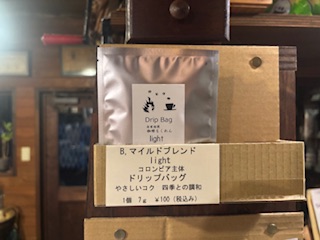 Drip Bag
light
B.マイルドブレンド
light
コロンビア主体
ドリップバッグ
やさしいコク 四季との調和
1個 7g ¥100(税込み)